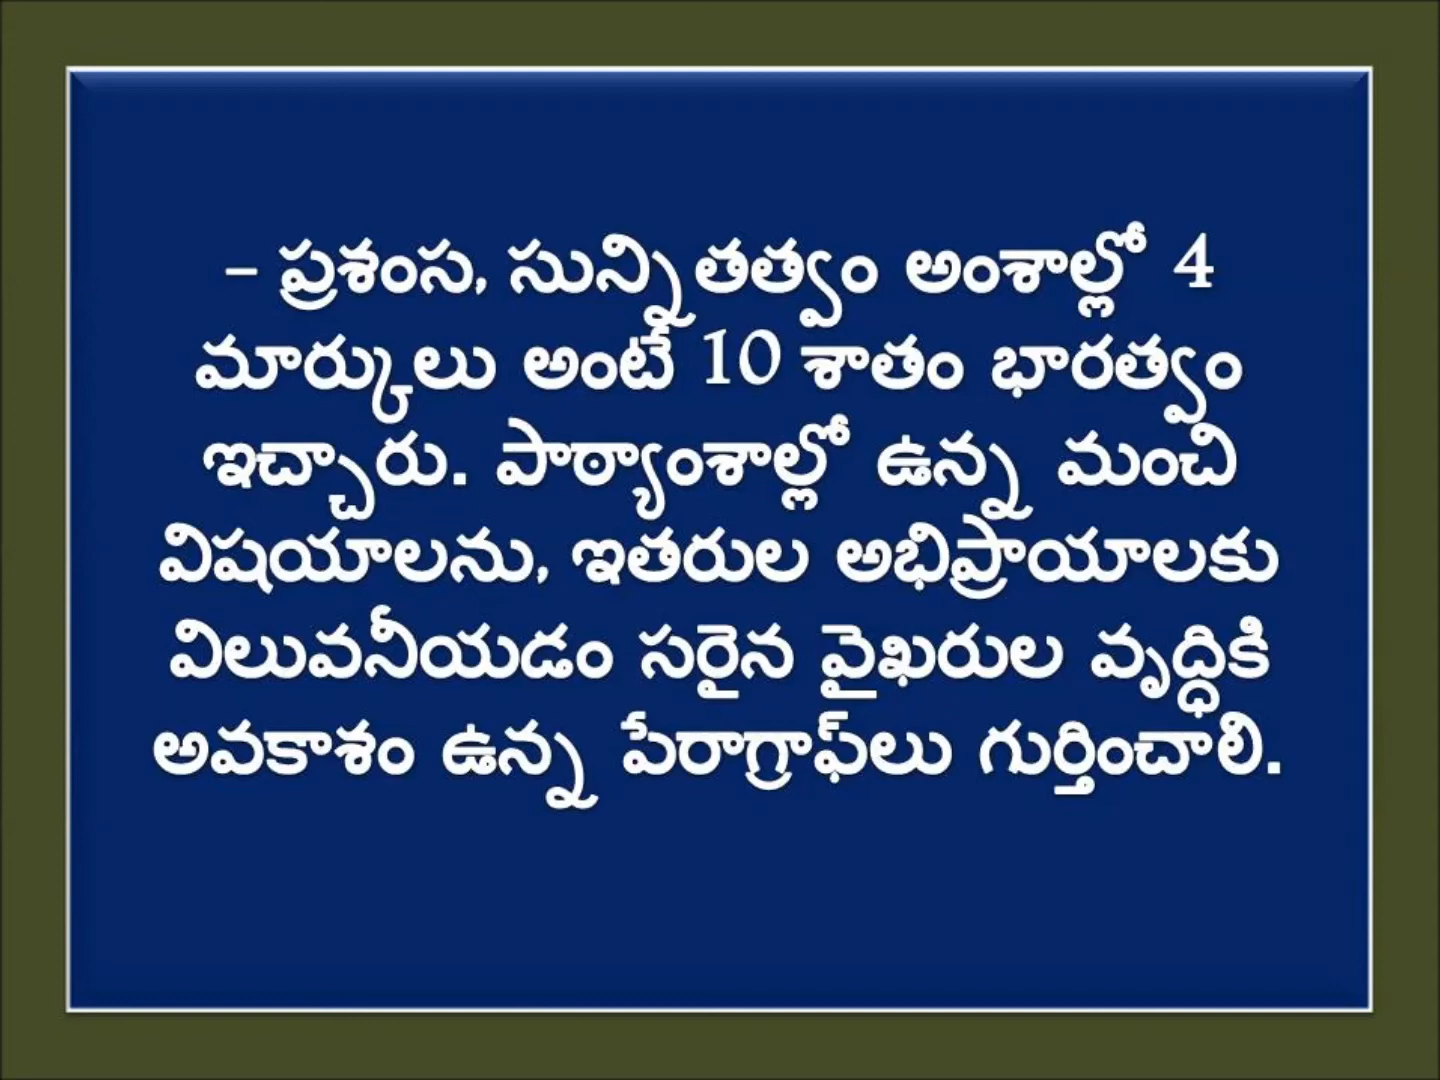 – ప్రశంస, సున్నితత్వం అంశాల్లో 4
మార్కులు అంటే 10 శాతం భారత్వం
ఇచ్చారు. పాఠ్యాంశాల్లో ఉన్న మంచి
విషయాలను, ఇతరుల అభిప్రాయాలకు
విలువనీయడం సరైన వైఖరుల వృద్ధికి
అవకాశం ఉన్న పేరాగ్రాఫ్‌లు గుర్తించాలి.